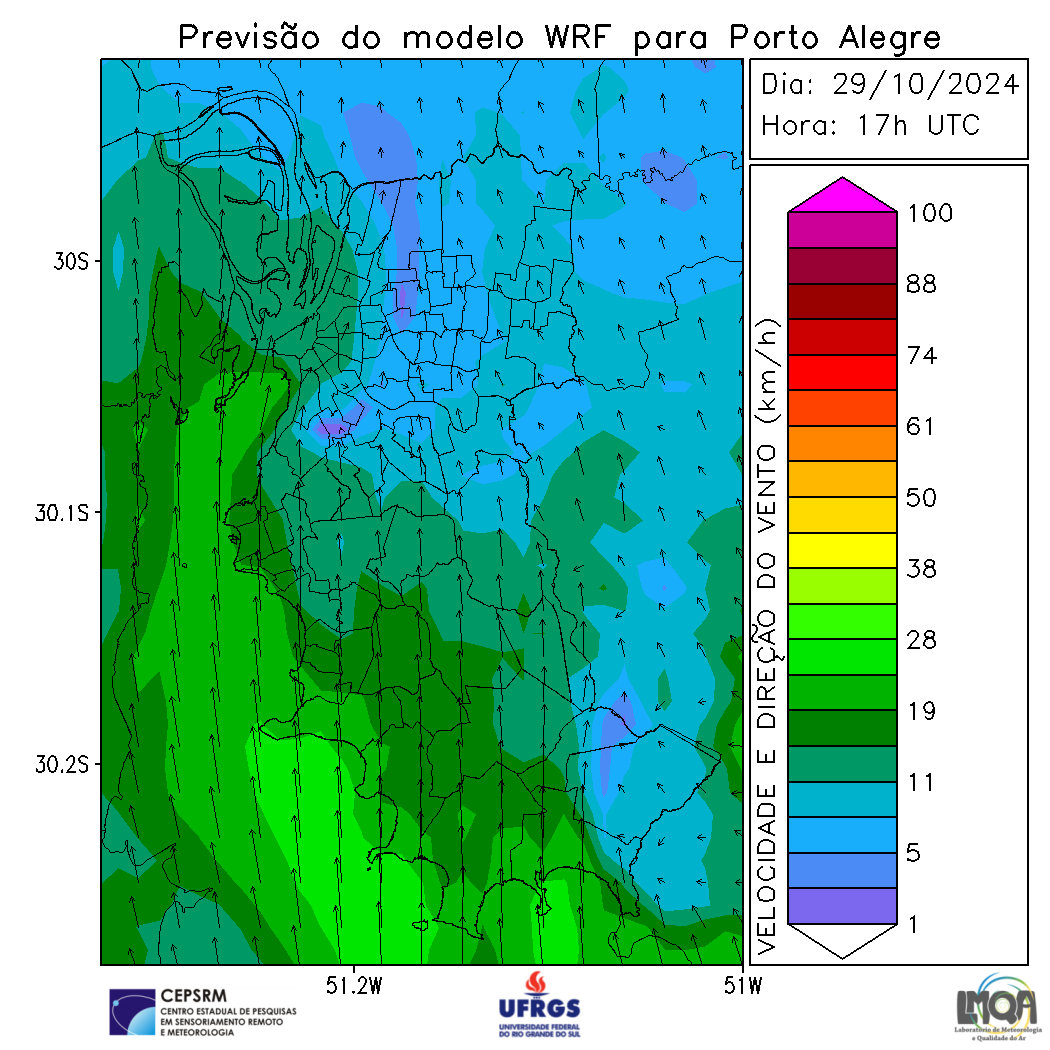 Previsão do modelo WRF para Porto Alegre
Dia: 29/10/2024
Hora: 17h UTC
30S
30.1S
30.2S
51.2W
51W
VELOCIDADE E DIREÇÃO DO VENTO (km/h)
100
88
74
61
50
38
28
19
11
5
1
CEPSRM
CENTRO ESTADUAL DE PESQUISAS
EM SENSORIAMENTO REMOTO
E METEOROLOGIA
UFRGS
UNIVERSIDADE FEDERAL
DO RIO GRANDE DO SUL
LMQA
Laboratório de Meteorologia
e Qualidade do Ar